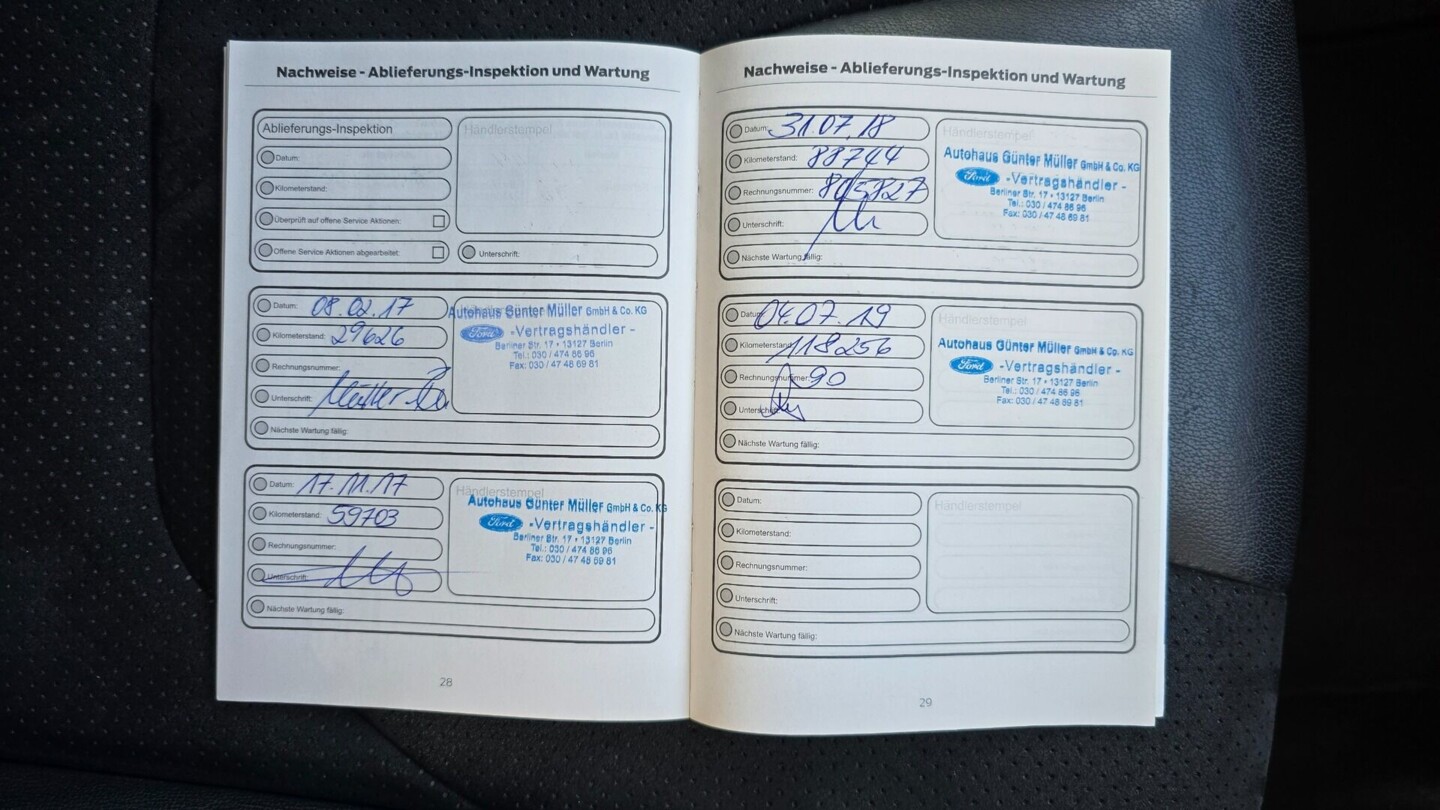 Nachweise - Ablieferungs-Inspektion und Wartung
Ablieferungs-Inspektion
Händlerstempel
Datum:
Kilometerstand:
Überprüft auf offene Service Aktionen:
Offene Service Aktionen abgearbeitet:
Unterschrift:
Datum: 08.02.17
Kilometerstand: 29626
Rechnungsnummer:
Unterschrift:
Nächste Wartung fällig:
Autohaus Günter Müller GmbH & Co. KG
Ford -Vertragshändler -
Berliner Str. 17 • 13127 Berlin
Tel.: 030 / 474 86 96
Fax: 030 / 47 48 69 81
Datum: 17.11.17
Kilometerstand: 59703
Rechnungsnummer:
Unterschrift:
Nächste Wartung fällig:
Händlerstempel
Autohaus Günter Müller GmbH & Co. KG
Ford -Vertragshändler -
Berliner Str. 17 • 13127 Berlin
Tel.: 030 / 474 86 96
Fax: 030 / 47 48 69 81
28
Nachweise - Ablieferungs-Inspektion und Wartung
Datum: 31.07.18
Kilometerstand: 88744
Rechnungsnummer: 805827
Unterschrift:
Nächste Wartung fällig:
Händlerstempel
Autohaus Günter Müller GmbH & Co. KG
Ford -Vertragshändler -
Berliner Str. 17 • 13127 Berlin
Tel.: 030 / 474 86 96
Fax: 030 / 47 48 69 81
Datum: 04.07.19
Kilometerstand: 118256
Rechnungsnummer: 90
Unterschrift:
Nächste Wartung fällig:
Händlerstempel
Autohaus Günter Müller GmbH & Co. KG
Ford -Vertragshändler -
Berliner Str. 17 • 13127 Berlin
Tel.: 030 / 474 86 96
Fax: 030 / 47 48 69 81
Datum:
Kilometerstand:
Rechnungsnummer:
Unterschrift:
Nächste Wartung fällig:
Händlerstempel
29